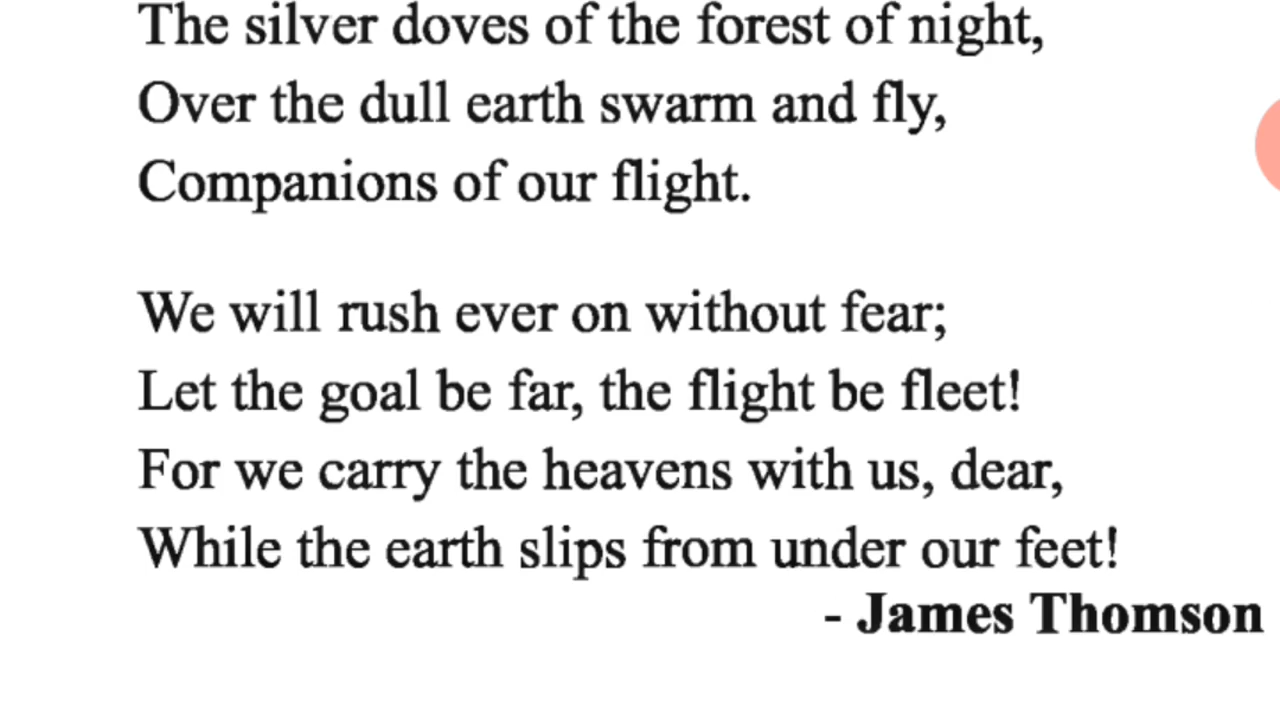 The silver doves of the forest of night,
Over the dull earth swarm and fly,
Companions of our flight.
We will rush ever on without fear;
Let the goal be far, the flight be fleet!
For we carry the heavens with us, dear,
While the earth slips from under our feet!
- James Thomson